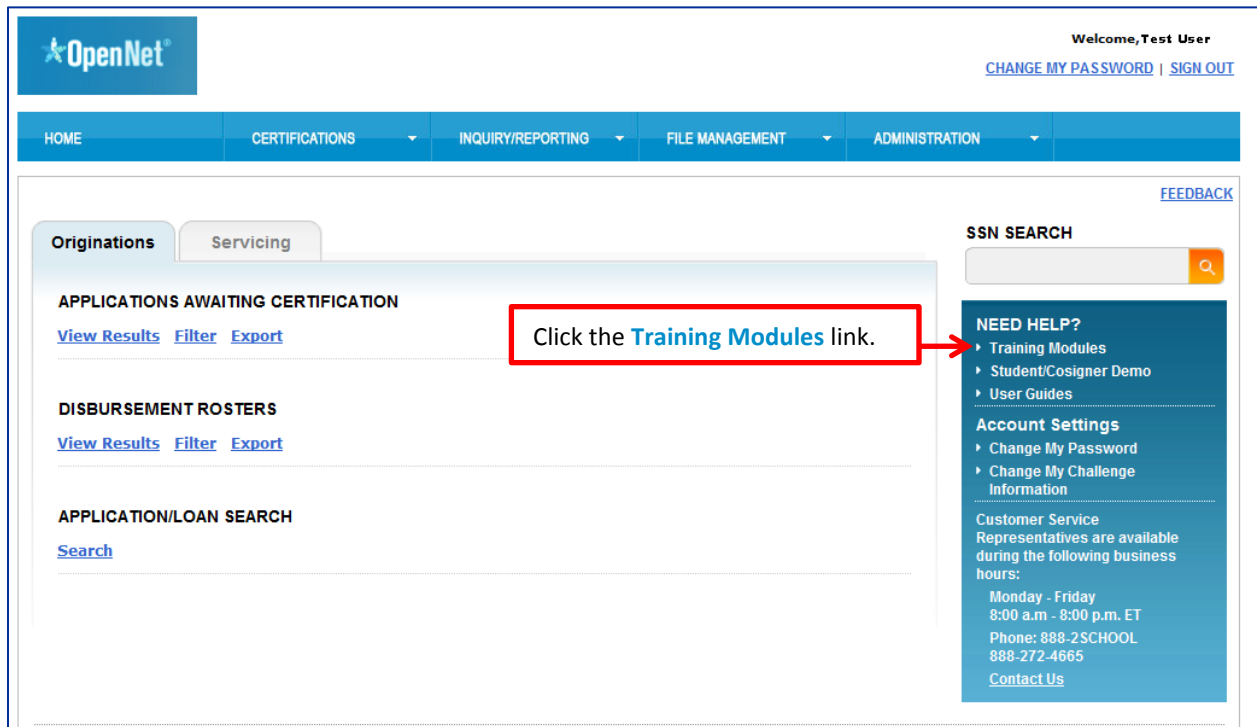 OpenNet®
Welcome,Test User
CHANGE MY PASSWORD | SIGN OUT
HOME CERTIFICATIONS INQUIRY/REPORTING FILE MANAGEMENT ADMINISTRATION
FEEDBACK
Originations Servicing
APPLICATIONS AWAITING CERTIFICATION
View Results Filter Export
DISBURSEMENT ROSTERS
View Results Filter Export
APPLICATION/LOAN SEARCH
Search
Click the Training Modules link.
SSN SEARCH
NEED HELP?
Training Modules
Student/Cosigner Demo
User Guides
Account Settings
Change My Password
Change My Challenge
Information
Customer Service
Representatives are available
during the following business
hours:
Monday - Friday
8:00 a.m - 8:00 p.m. ET
Phone: 888-2SCHOOL
888-272-4665
Contact Us